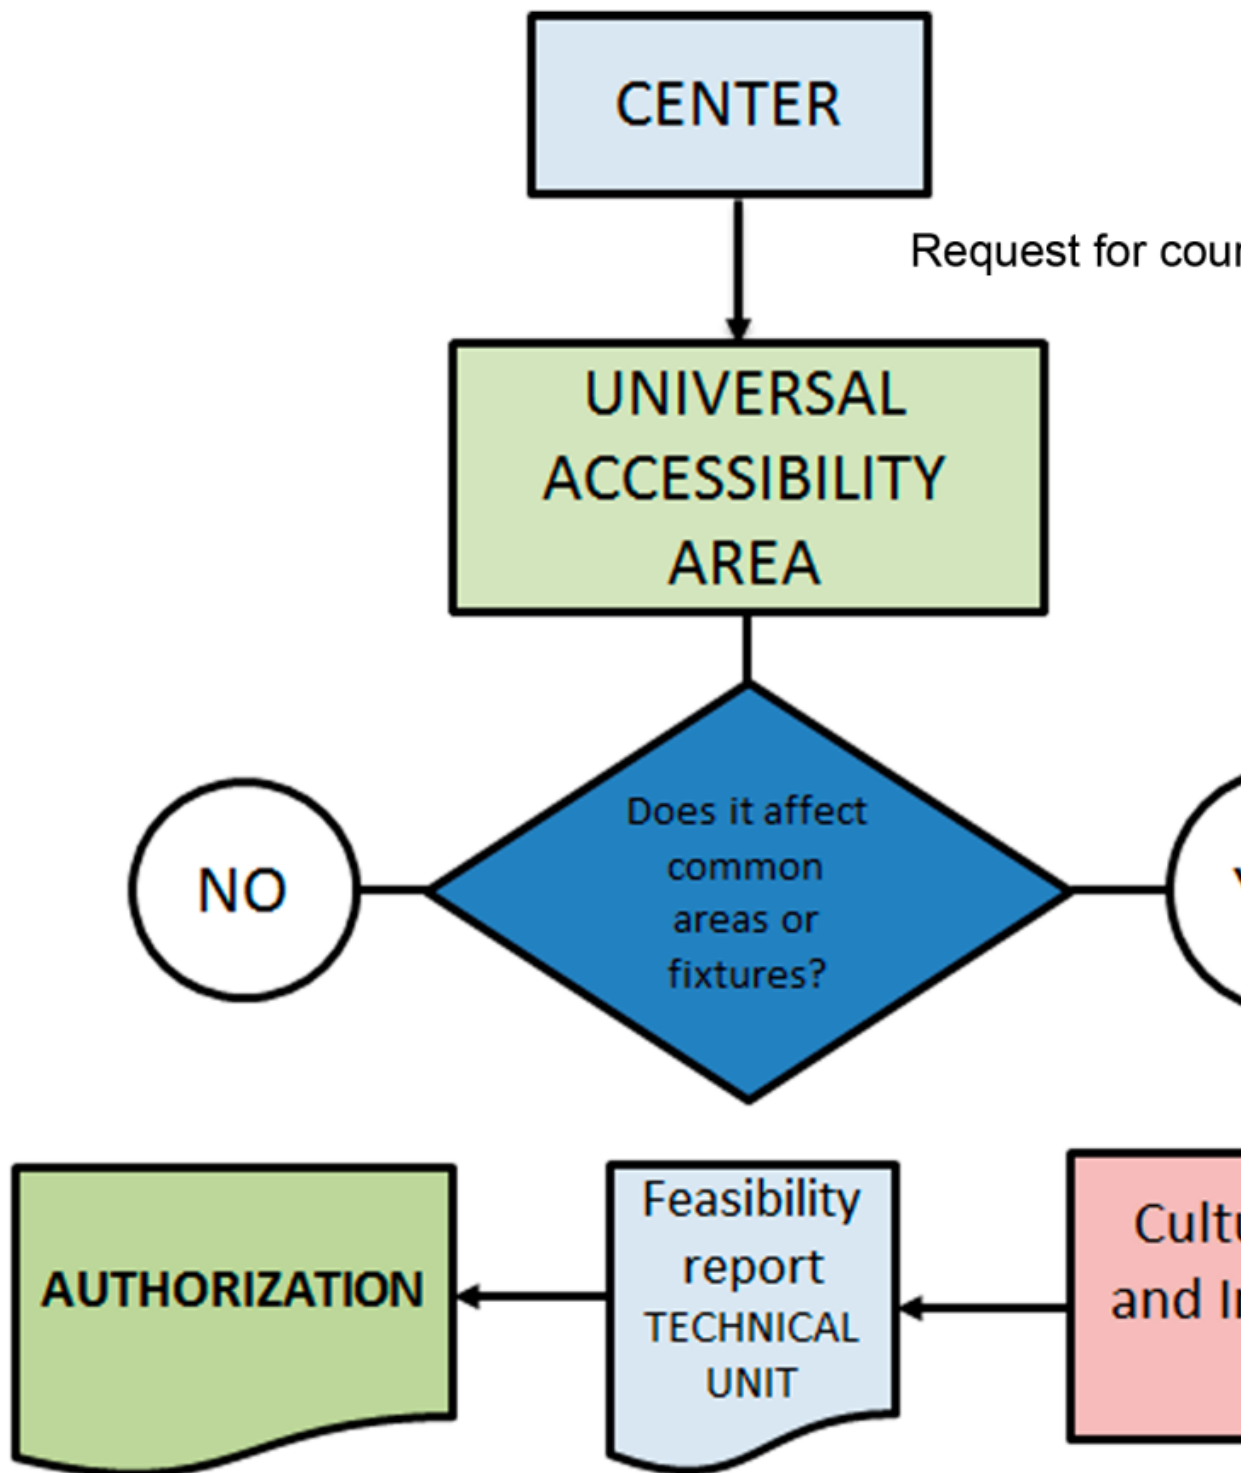 CENTER
Request for
UNIVERSAL
ACCESSIBILITY
AREA
Does it affect
common
areas or
fixtures?
NO
AUTHORIZATION
Feasibility
report
TECHNICAL
UNIT
and